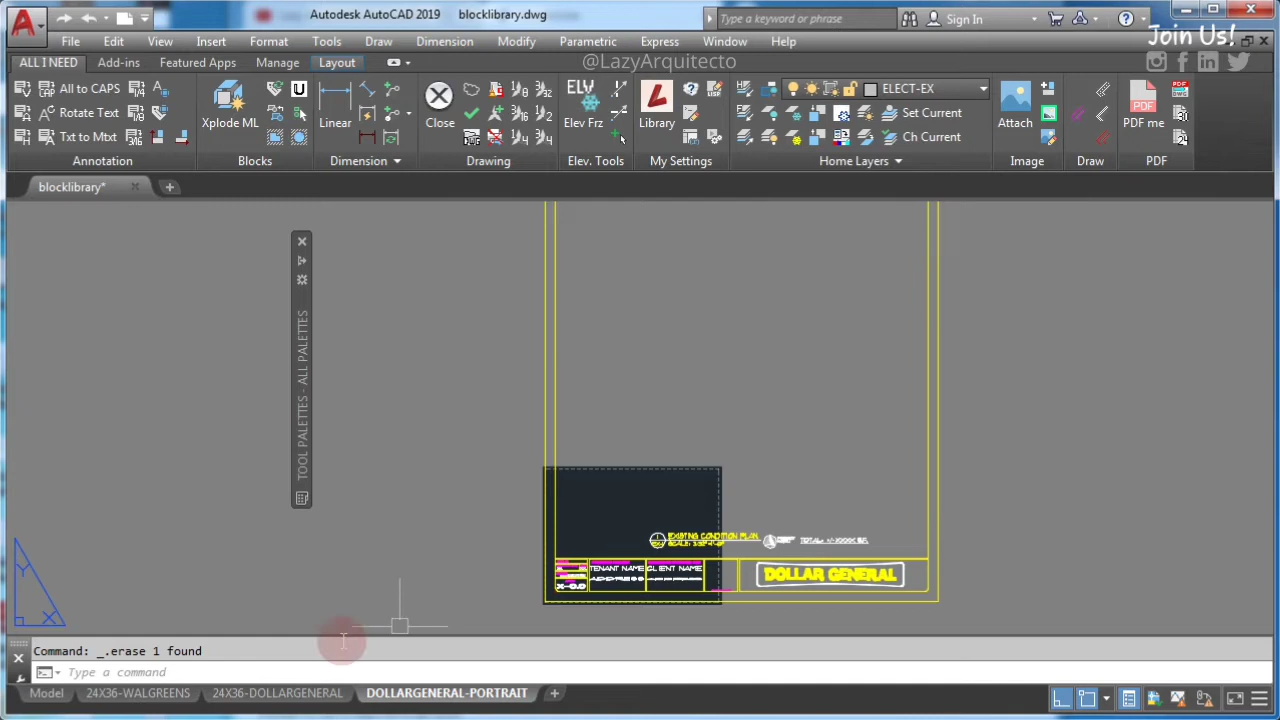 Autodesk AutoCAD 2019 blocklibrary.dwg
Type a keyword or phrase
Sign In
Join Us!
File Edit View Insert Format Tools Draw Dimension Modify Parametric Express Window Help
ALL I NEED Add-ins Featured Apps Manage Layout
@LazyArquitecto
All to CAPS
Rotate Text
Txt to Mtxt
Annotation
Xplode ML
Blocks
Linear
Dimension
Close
Drawing
ELV
Elev Frz
Elev. Tools
Library
My Settings
ELECT-EX
Set Current
Ch Current
Home Layers
Attach
Image
Draw
PDF
PDF me
PDF
blocklibrary*
TOOL PALETTES - ALL PALETTES
EXISTING CONDITION PLAN
TENANT NAME
ADDRESS
CLIENT NAME
X-0.0
DOLLAR GENERAL
Y
X
Command: _.erase 1 found
Type a command
Model 24X36-WALGREENS 24X36-DOLLARGENERAL DOLLARGENERAL-PORTRAIT